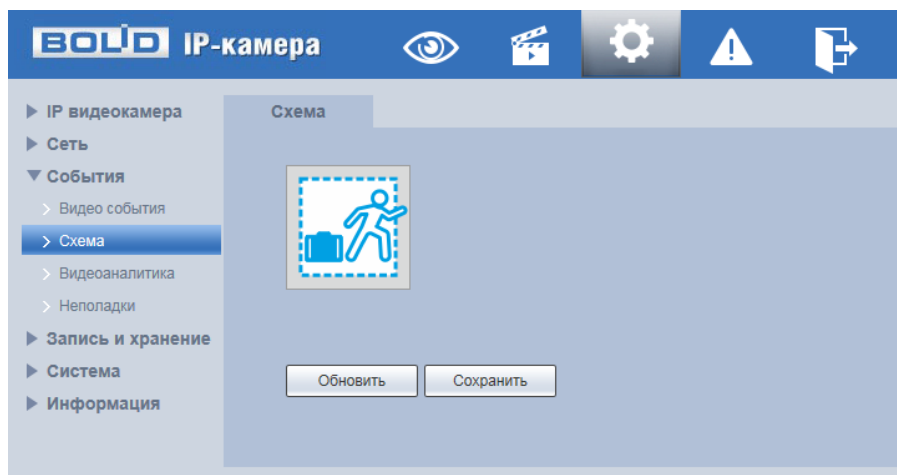 BOLID IP-камера
IP видеокамера
Сеть
События
Видео события
Схема
Видеоаналитика
Неполадки
Запись и хранение
Система
Информация
Схема
Обновить
Сохранить